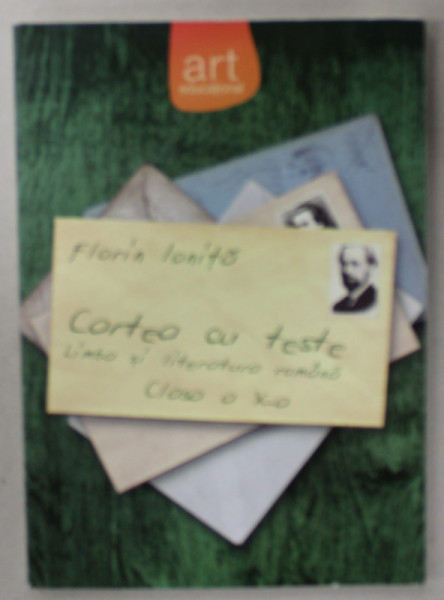 art
educational
Florin Ioniță
Cartea cu teste
Limba și literatura română
Clasa a X-a